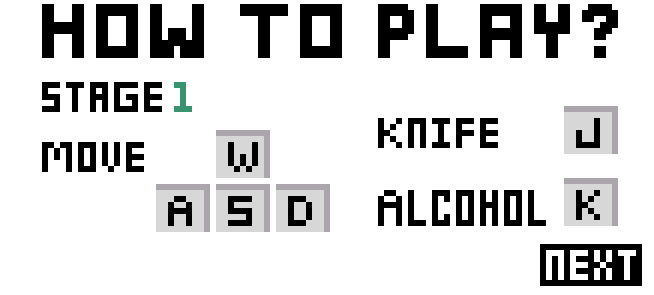 HOW TO PLAY?
STAGE 1
MOVE W
A S D
KNIFE J
ALCOHOL K
NEXT